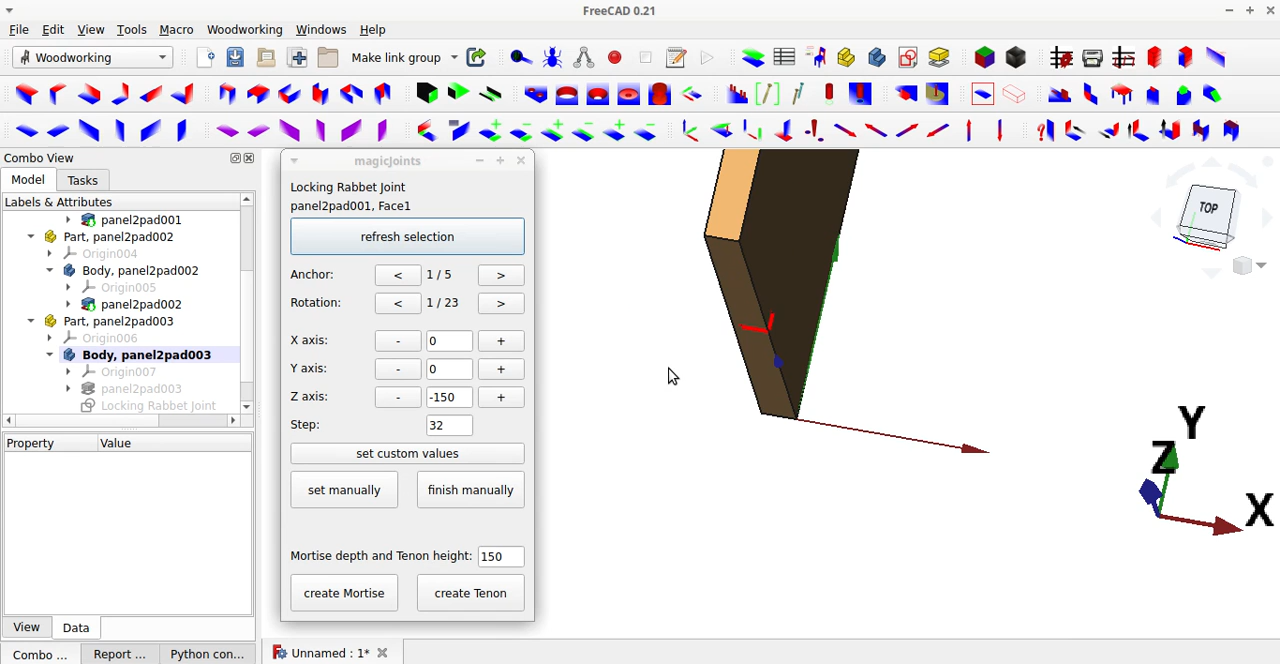 FreeCAD 0.21
File Edit View Tools Macro Woodworking Windows Help
Woodworking
Make link group
Combo View
Model Tasks
Labels & Attributes
panel2pad001
Part, panel2pad002
Origin004
Body, panel2pad002
Origin005
panel2pad002
Part, panel2pad003
Origin006
Body, panel2pad003
Origin007
panel2pad003
Locking Rabbet Joint
Property Value
View Data
Combo ... Report ... Python con...
magicJoints
Locking Rabbet Joint
panel2pad001, Face1
refresh selection
Anchor: < 1 / 5 >
Rotation: < 1 / 23 >
X axis: - 0 +
Y axis: - 0 +
Z axis: - -150 +
Step: 32
set custom values
set manually finish manually
Mortise depth and Tenon height: 150
create Mortise create Tenon
TOP
Y
Z
X
Unnamed : 1*